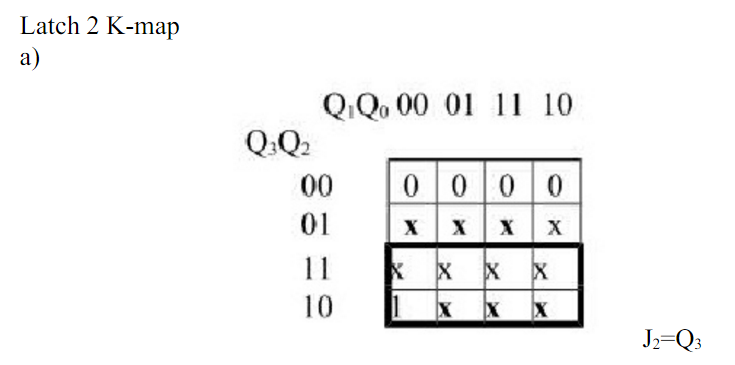 Latch 2 K-map
a)
Q₁Q₀ 00 01 11 10
Q₃Q₂
00 0 0 0 0
01 x x x x
11 x x x x
10 1 x x x
J₂=Q₃